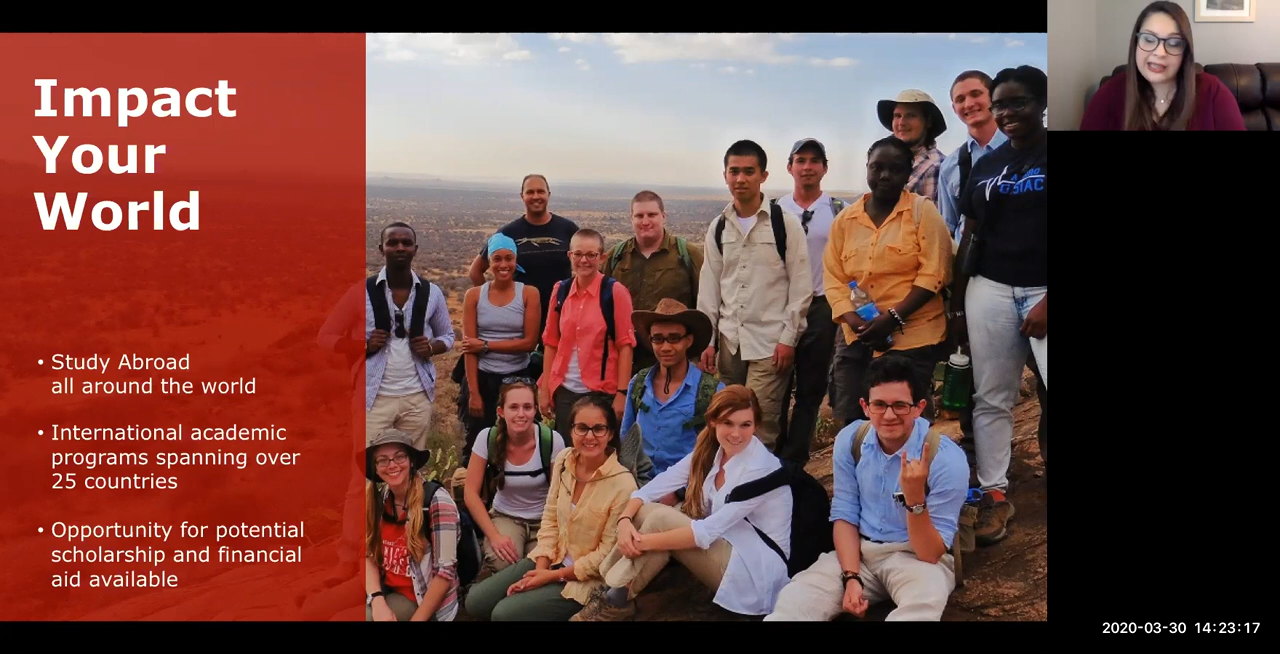 Impact
Your
World
• Study Abroad
all around the world
• International academic
programs spanning over
25 countries
• Opportunity for potential
scholarship and financial
aid available
2020-03-30 14:23:17